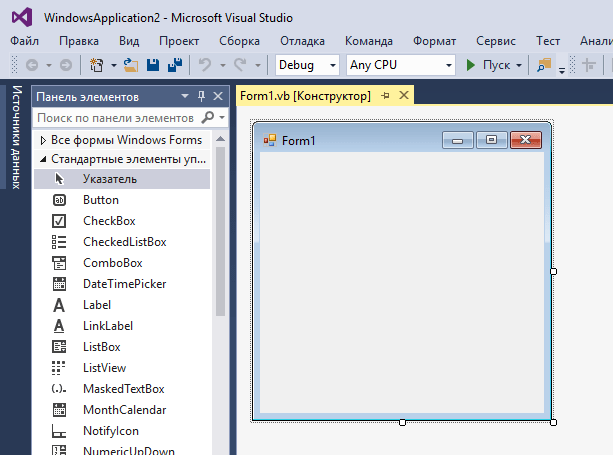 WindowsApplication2 - Microsoft Visual Studio
Файл Правка Вид Проект Сборка Отладка Команда Формат Сервис Тест Анали
Debug Any CPU Пуск
Источники данных
Панель элементов
Form1.vb [Конструктор]
Поиск по панели элементов
Все формы Windows Forms
Form1
Стандартные элементы уп...
Указатель
Button
CheckBox
CheckedListBox
ComboBox
DateTimePicker
Label
LinkLabel
ListBox
ListView
MaskedTextBox
MonthCalendar
NotifyIcon
NumericUpDown